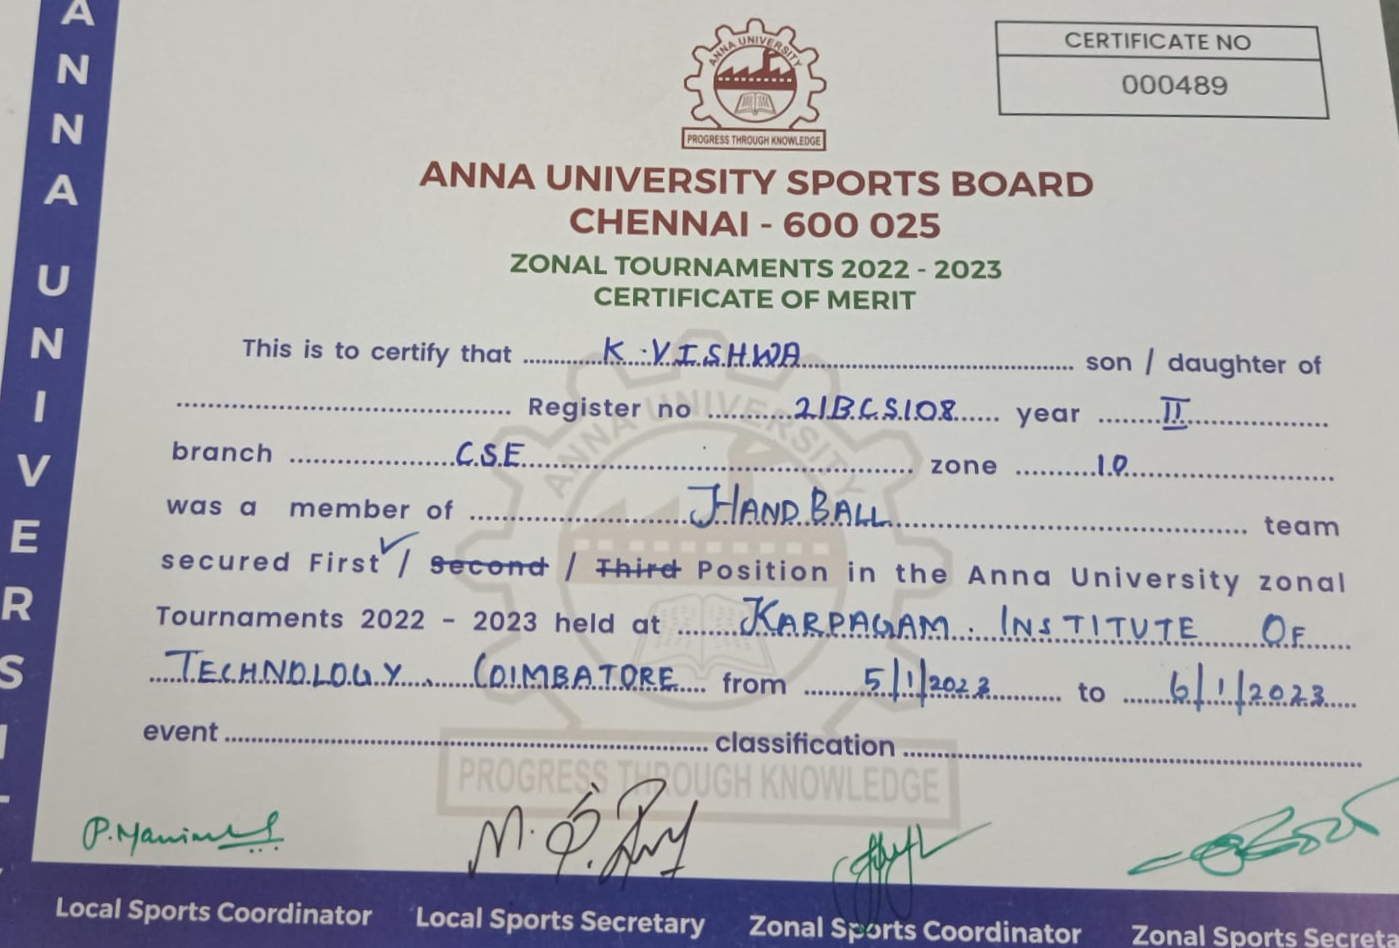 ANNA UNIVERSITY
ANNA UNIVERSITY
PROGRESS THROUGH KNOWLEDGE
CERTIFICATE NO
000489
ANNA UNIVERSITY SPORTS BOARD
CHENNAI - 600 025
ZONAL TOURNAMENTS 2022 - 2023
CERTIFICATE OF MERIT
This is to certify that K. VISHWA son / daughter of
Register no 21BCS108 year II
branch CSE zone 10
was a member of HAND BALL team
secured First ✓ / Second / Third Position in the Anna University zonal
Tournaments 2022 - 2023 held at KARPAGAM INSTITUTE OF
TECHNOLOGY, COIMBATORE from 5/1/2023 to 6/1/2023
event classification
ANNA UNIVERSITY
PROGRESS THROUGH KNOWLEDGE
Local Sports Coordinator Local Sports Secretary Zonal Sports Coordinator Zonal Sports